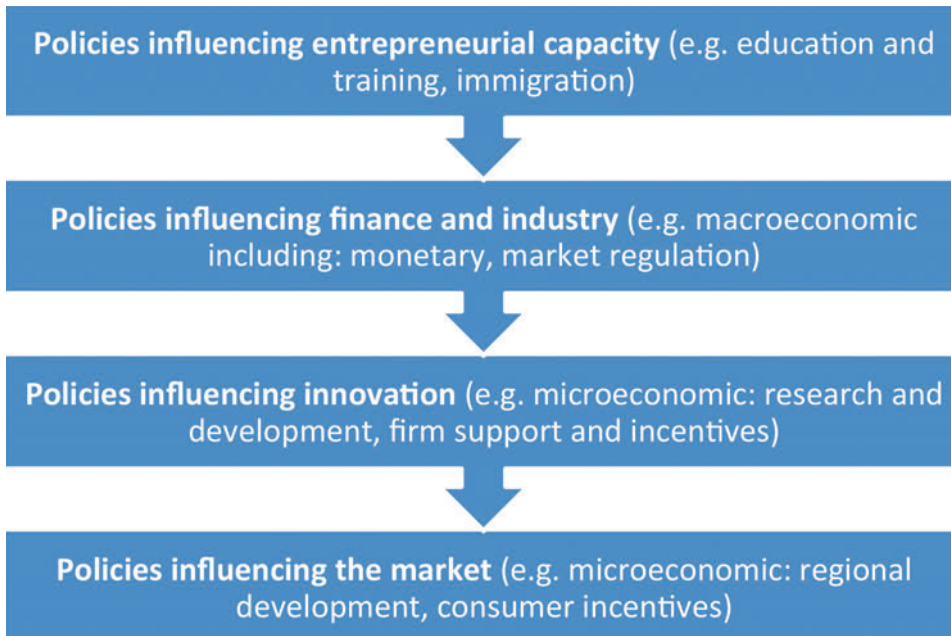 Policies influencing entrepreneurial capacity (e.g. education and
training, immigration)
Policies influencing finance and industry (e.g. macroeconomic
including: monetary, market regulation)
Policies influencing innovation (e.g. microeconomic: research and
development, firm support and incentives)
Policies influencing the market (e.g. microeconomic: regional
development, consumer incentives)